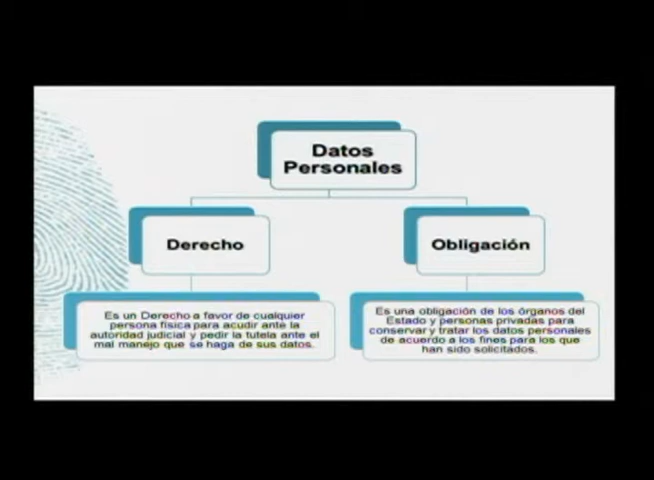 Datos
Personales
Derecho
Obligación
Es un Derecho a favor de cualquier
persona física para acudir ante la
autoridad judicial y pedir la tutela ante el
mal manejo que se haga de sus datos.
Es una obligación de los órganos del
Estado y personas privadas para
conservar y tratar los datos personales
de acuerdo a los fines para los que
han sido solicitados.